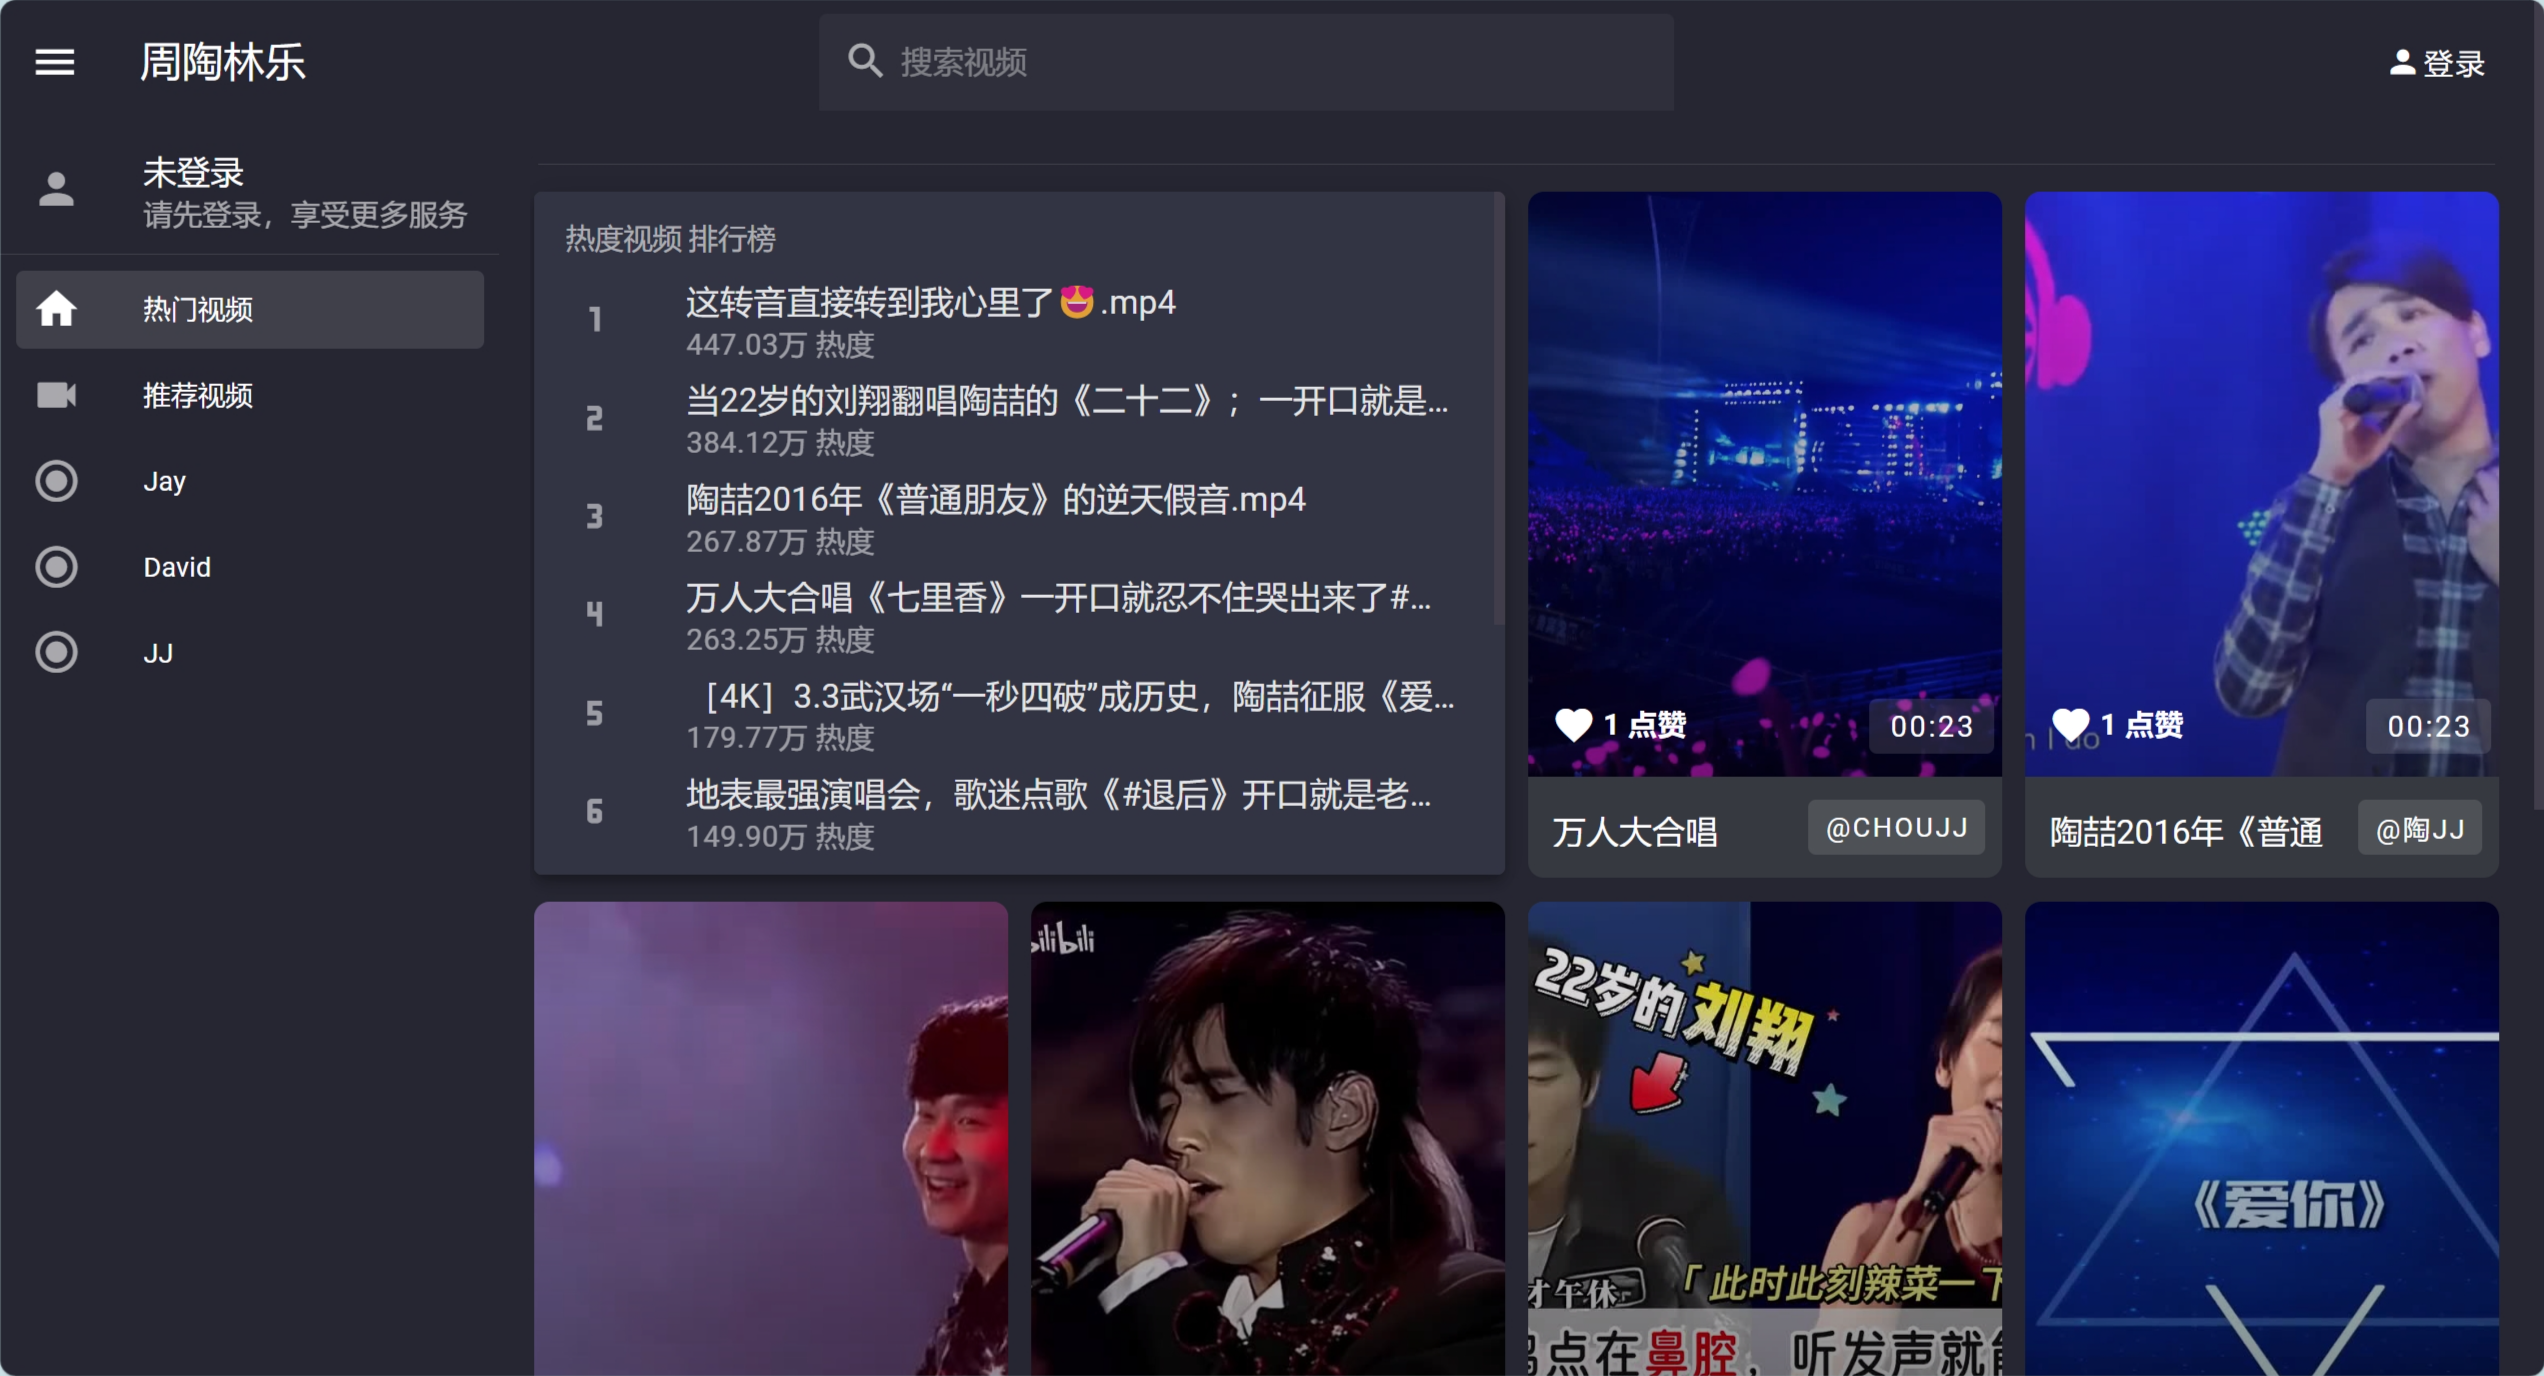 周陶林乐
搜索视频
登录
未登录
请先登录，享受更多服务
热门视频
推荐视频
Jay
David
JJ
热度视频 排行榜
1
这转音直接转到我心里了😍.mp4
447.03万 热度
2
当22岁的刘翔翻唱陶喆的《二十二》；一开口就是...
384.12万 热度
3
陶喆2016年《普通朋友》的逆天假音.mp4
267.87万 热度
4
万人大合唱《七里香》一开口就忍不住哭出来了#...
263.25万 热度
5
［4K］3.3武汉场“一秒四破”成历史，陶喆征服《爱...
179.77万 热度
6
地表最强演唱会，歌迷点歌《#退后》开口就是老...
149.90万 热度
1 点赞
00:23
万人大合唱
@CHOUJJ
1 点赞
00:23
I do
陶喆2016年《普通
@陶JJ
bilibili
22岁的刘翔
才午休
「此时此刻辣菜一下
点在鼻腔，听发声就
《爱你》